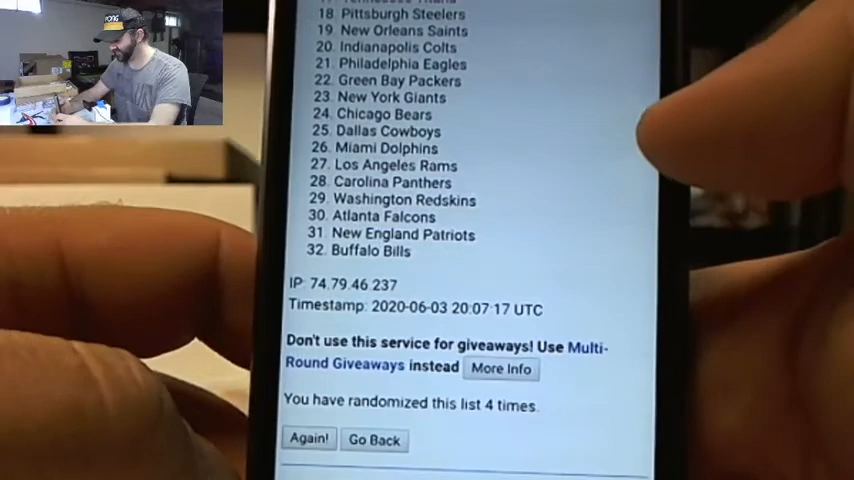 PONG
18 Pittsburgh Steelers
19. New Orleans Saints
20. Indianapolis Colts
21. Philadelphia Eagles
22. Green Bay Packers
23. New York Giants
24. Chicago Bears
25. Dallas Cowboys
26. Miami Dolphins
27. Los Angeles Rams
28. Carolina Panthers
29. Washington Redskins
30. Atlanta Falcons
31. New England Patriots
32. Buffalo Bills
IP: 74.79.46.237
Timestamp: 2020-06-03 20:07:17 UTC
Don't use this service for giveaways! Use Multi-
Round Giveaways instead More Info
You have randomized this list 4 times.
Again! Go Back